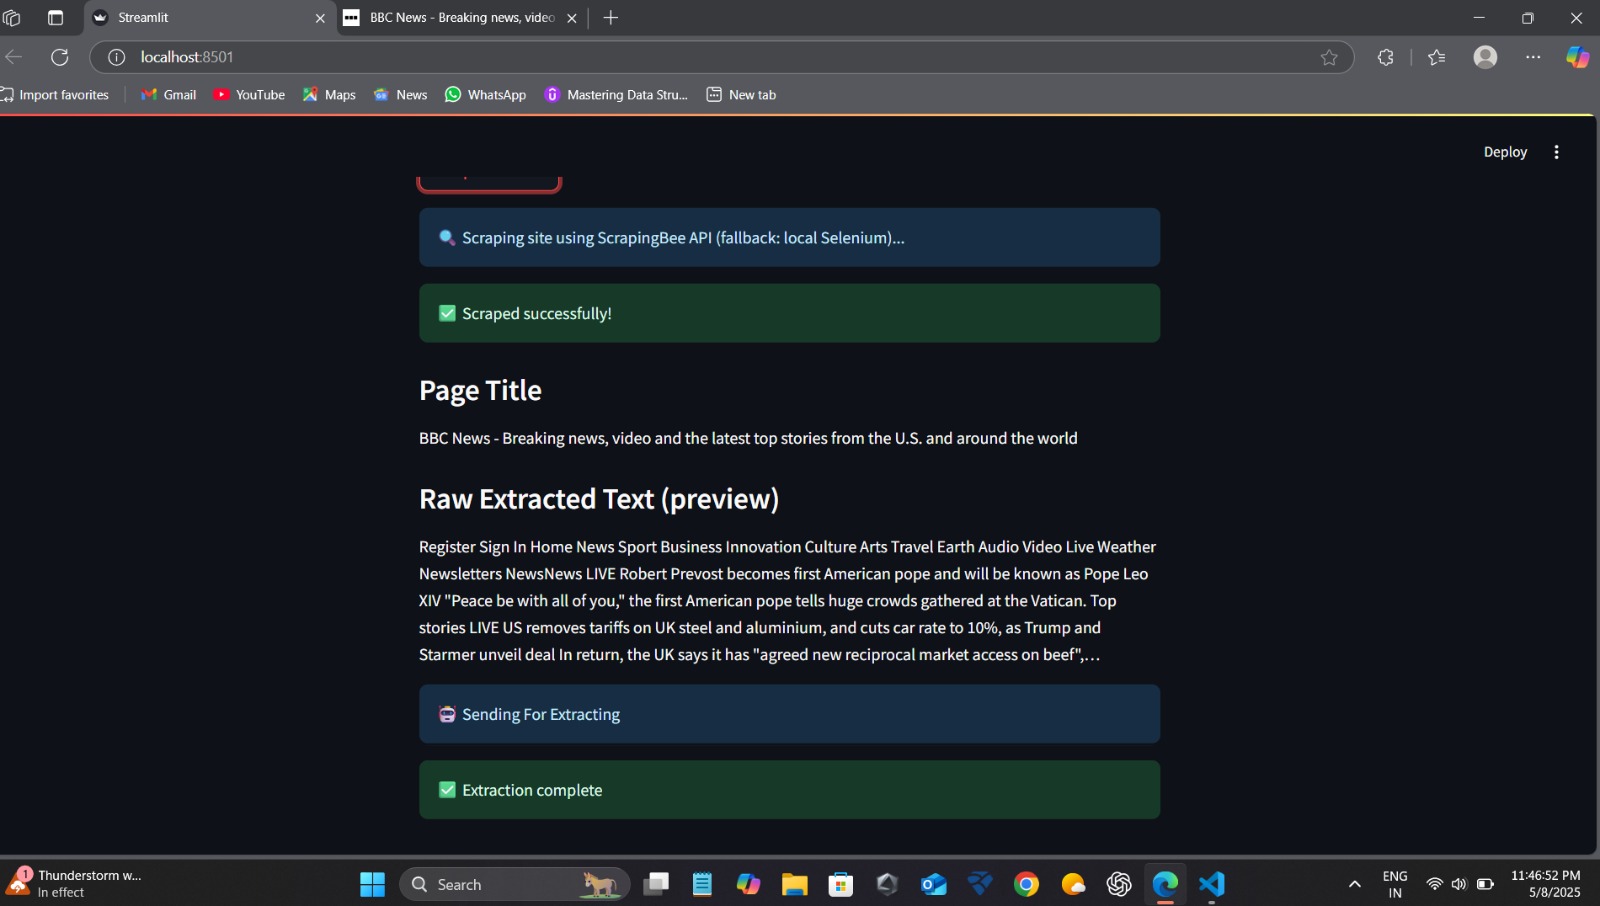 Streamlit
BBC News - Breaking news, video
localhost:8501
Import favorites
Gmail
YouTube
Maps
News
WhatsApp
Mastering Data Stru...
New tab
Deploy
🔍 Scraping site using ScrapingBee API (fallback: local Selenium)...
✅ Scraped successfully!
Page Title
BBC News - Breaking news, video and the latest top stories from the U.S. and around the world
Raw Extracted Text (preview)
Register Sign In Home News Sport Business Innovation Culture Arts Travel Earth Audio Video Live Weather
Newsletters NewsNews LIVE Robert Prevost becomes first American pope and will be known as Pope Leo
XIV "Peace be with all of you," the first American pope tells huge crowds gathered at the Vatican. Top
stories LIVE US removes tariffs on UK steel and aluminium, and cuts car rate to 10%, as Trump and
Starmer unveil deal In return, the UK says it has "agreed new reciprocal market access on beef",...
🤖 Sending For Extracting
✅ Extraction complete
1
Thunderstorm w...
In effect
Search
ENG
IN
11:46:52 PM
5/8/2025